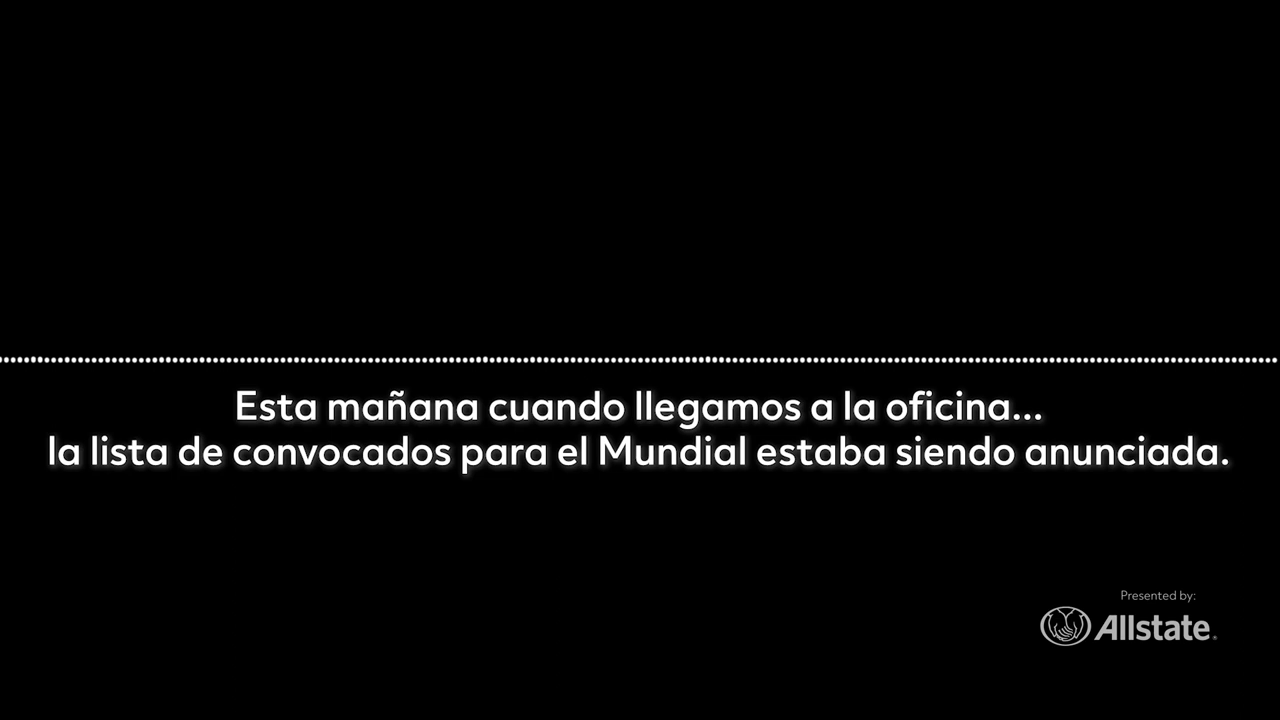 Esta mañana cuando llegamos a la oficina...
la lista de convocados para el Mundial estaba siendo anunciada.
Presented by:
Allstate.